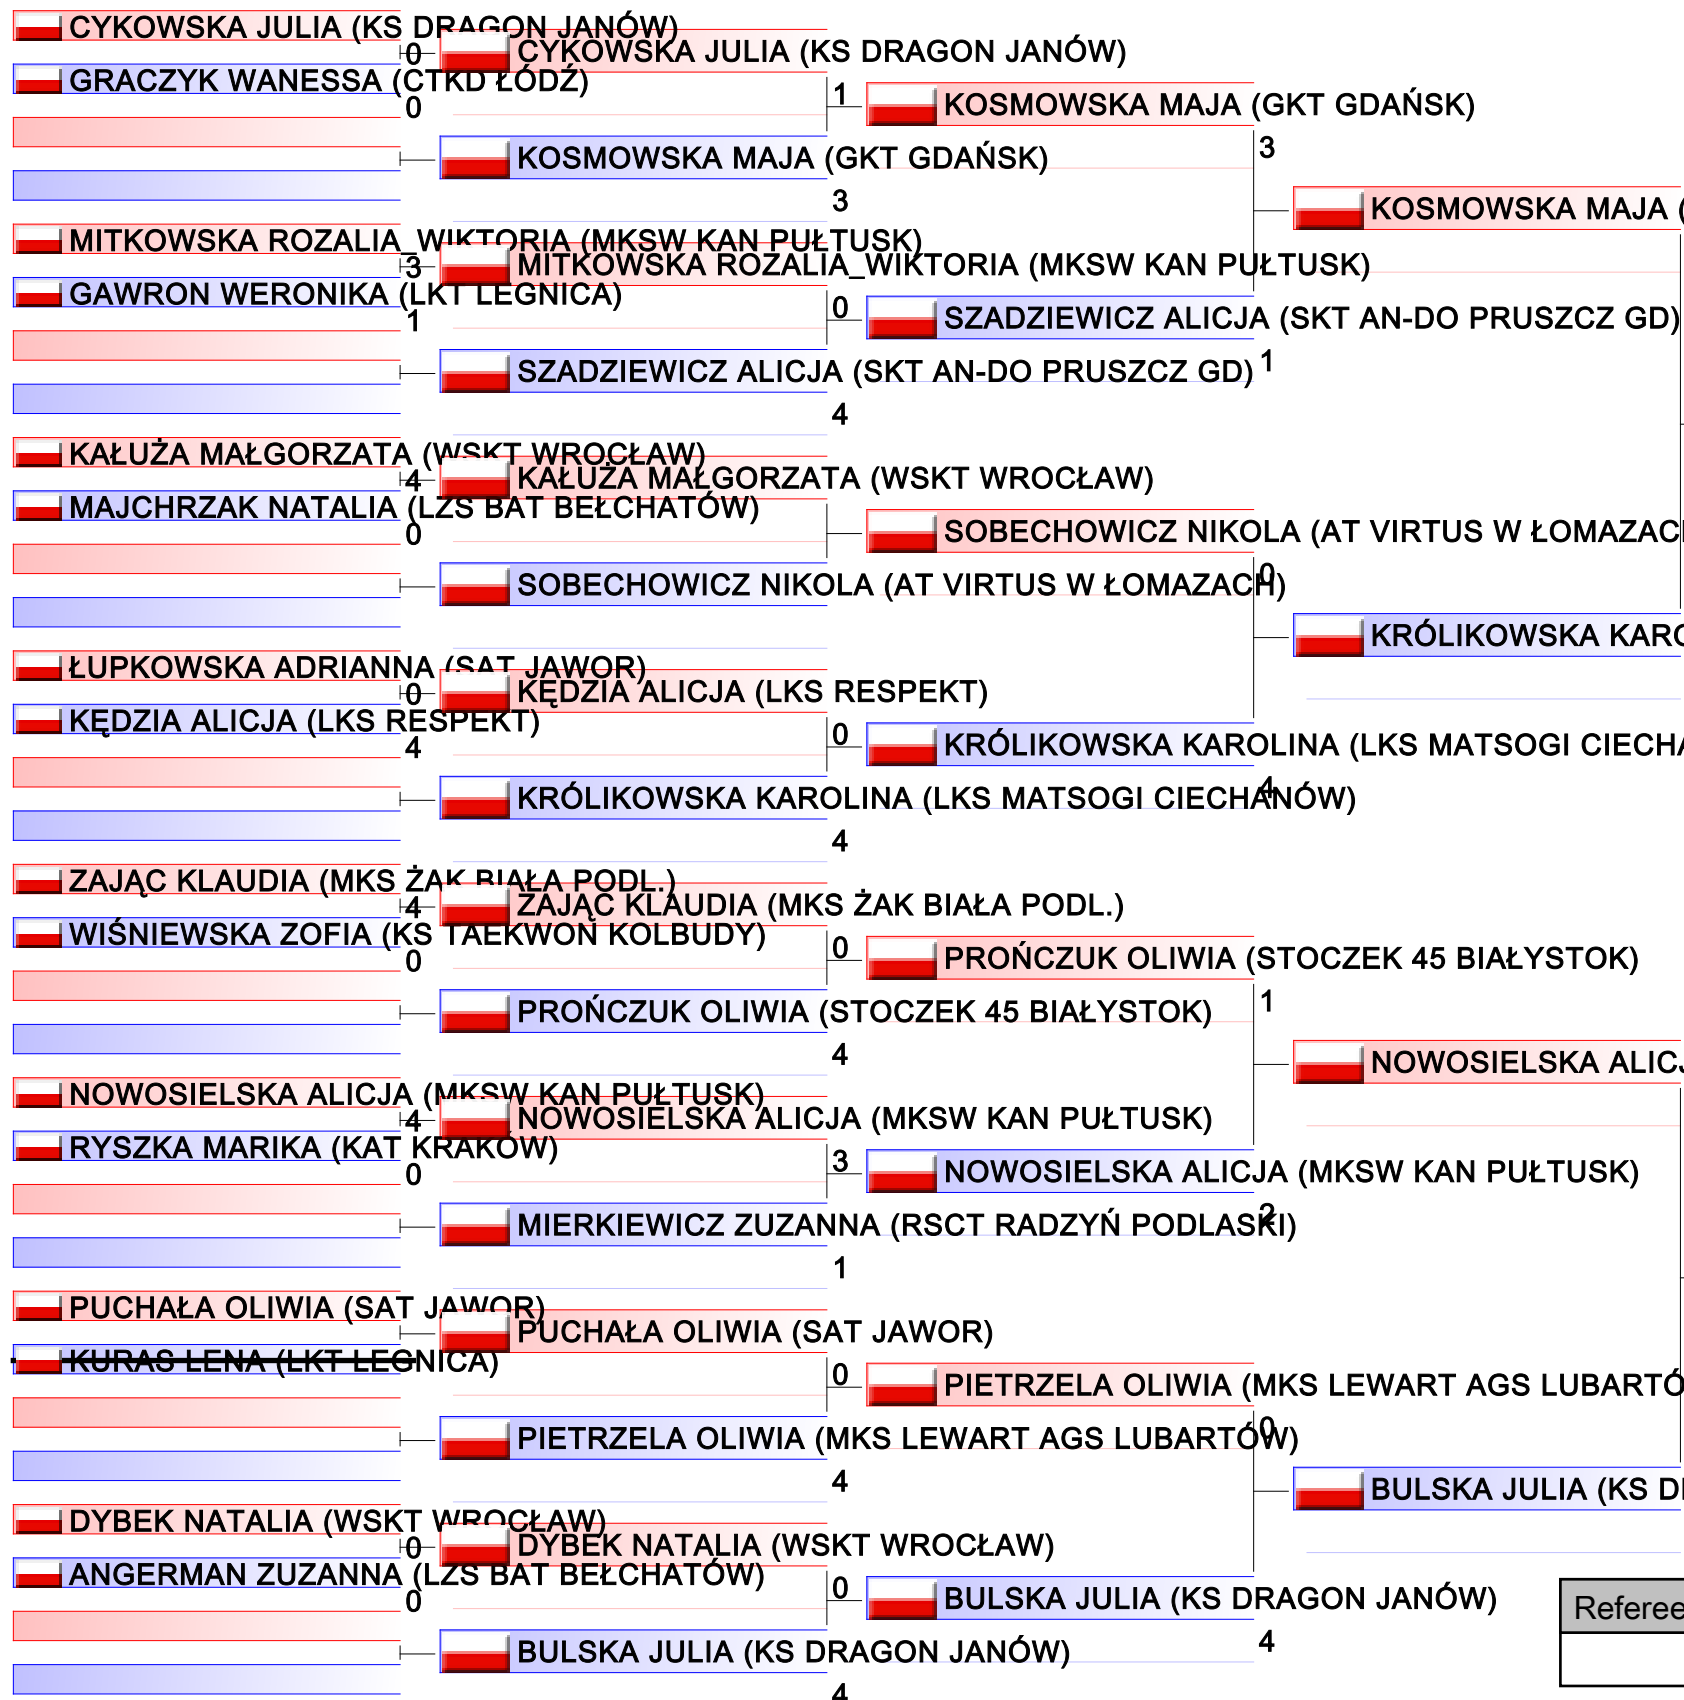 CYKOWSKA JULIA (KS DRAGON JANÓW)
0
GRACZYK WANESSA (CTKD ŁÓDŹ)
0
MITKOWSKA ROZALIA_WIKTORIA (MKSW KAN PUŁTUSK)
3
GAWRON WERONIKA (LKT LEGNICA)
1
KAŁUŻA MAŁGORZATA (WSKT WROCŁAW)
4
MAJCHRZAK NATALIA (LZS BAT BEŁCHATÓW)
0
ŁUPKOWSKA ADRIANNA (SAT JAWOR)
0
KĘDZIA ALICJA (LKS RESPEKT)
4
ZAJĄC KLAUDIA (MKS ŻAK BIAŁA PODL.)
4
WIŚNIEWSKA ZOFIA (KS TAEKWON KOLBUDY)
0
NOWOSIELSKA ALICJA (MKSW KAN PUŁTUSK)
4
RYSZKA MARIKA (KAT KRAKÓW)
0
PUCHAŁA OLIWIA (SAT JAWOR)
KURAS LENA (LKT LEGNICA)
DYBEK NATALIA (WSKT WROCŁAW)
0
ANGERMAN ZUZANNA (LZS BAT BEŁCHATÓW)
0
CYKOWSKA JULIA (KS DRAGON JANÓW)
1
KOSMOWSKA MAJA (GKT GDAŃSK)
3
MITKOWSKA ROZALIA_WIKTORIA (MKSW KAN PUŁTUSK)
0
SZADZIEWICZ ALICJA (SKT AN-DO PRUSZCZ GD)
4
KAŁUŻA MAŁGORZATA (WSKT WROCŁAW)
SOBECHOWICZ NIKOLA (AT VIRTUS W ŁOMAZACH)
KĘDZIA ALICJA (LKS RESPEKT)
0
KRÓLIKOWSKA KAROLINA (LKS MATSOGI CIECHANÓW)
4
ZAJĄC KLAUDIA (MKS ŻAK BIAŁA PODL.)
0
PROŃCZUK OLIWIA (STOCZEK 45 BIAŁYSTOK)
4
NOWOSIELSKA ALICJA (MKSW KAN PUŁTUSK)
3
MIERKIEWICZ ZUZANNA (RSCT RADZYŃ PODLASKI)
1
PUCHAŁA OLIWIA (SAT JAWOR)
0
PIETRZELA OLIWIA (MKS LEWART AGS LUBARTÓW)
4
DYBEK NATALIA (WSKT WROCŁAW)
0
BULSKA JULIA (KS DRAGON JANÓW)
4
KOSMOWSKA MAJA (GKT GDAŃSK)
3
SZADZIEWICZ ALICJA (SKT AN-DO PRUSZCZ GD)
1
SOBECHOWICZ NIKOLA (AT VIRTUS W ŁOMAZAC
0
KRÓLIKOWSKA KAROLINA (LKS MATSOGI CIECHA
4
PROŃCZUK OLIWIA (STOCZEK 45 BIAŁYSTOK)
1
NOWOSIELSKA ALICJA (MKSW KAN PUŁTUSK)
2
PIETRZELA OLIWIA (MKS LEWART AGS LUBARTÓ
0
BULSKA JULIA (KS DRAGON JANÓW)
4
KOSMOWSKA MAJA (
KRÓLIKOWSKA KARO
NOWOSIELSKA ALICJ
BULSKA JULIA (KS D
Referee